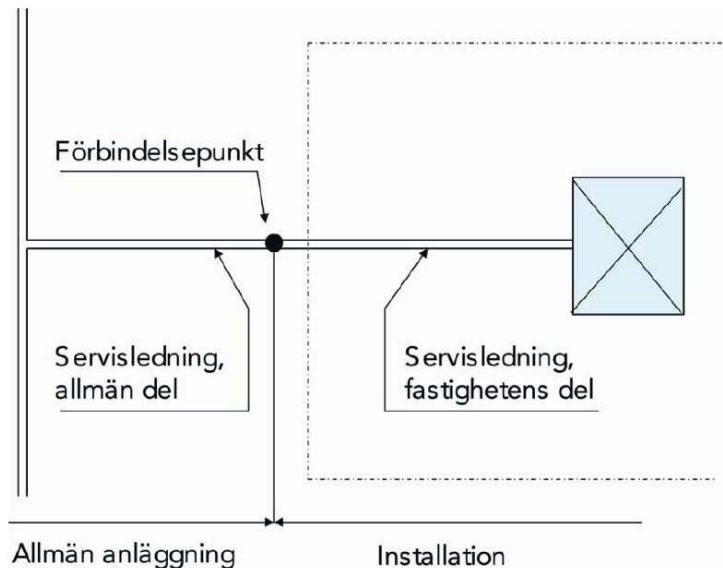 Förbindelsepunkt
Servisledning,
allmän del
Servisledning,
fastighetens del
Allmän anläggning
Installation